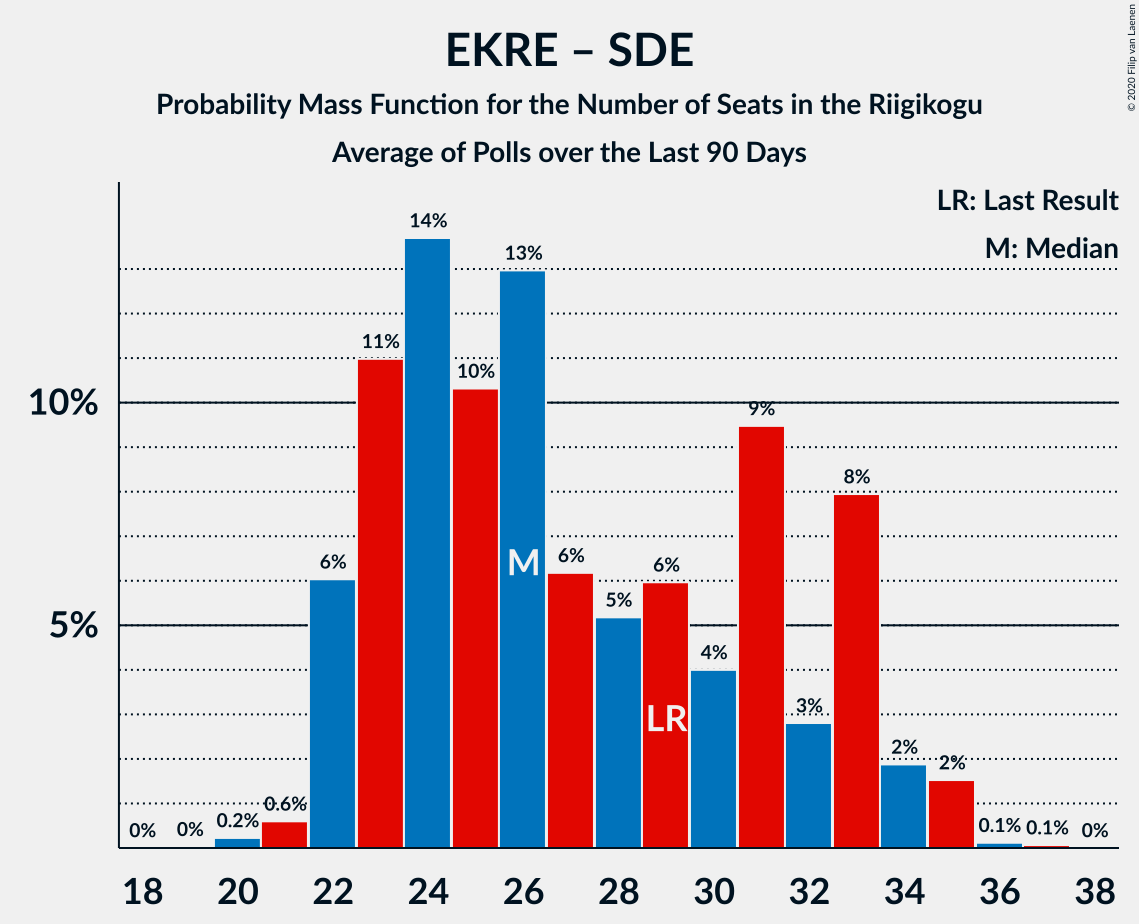 EKRE – SDE
Probability Mass Function for the Number of Seats in the Riigikogu
Average of Polls over the Last 90 Days
© 2020 Filip van Laenen
LR: Last Result
M: Median
10%
5%
0%
0%
0.2%
0.6%
6%
11%
14%
10%
13%
6%
5%
6%
4%
9%
3%
8%
2%
2%
0.1%
0.1%
0%
M
LR
18 20 22 24 26 28 30 32 34 36 38